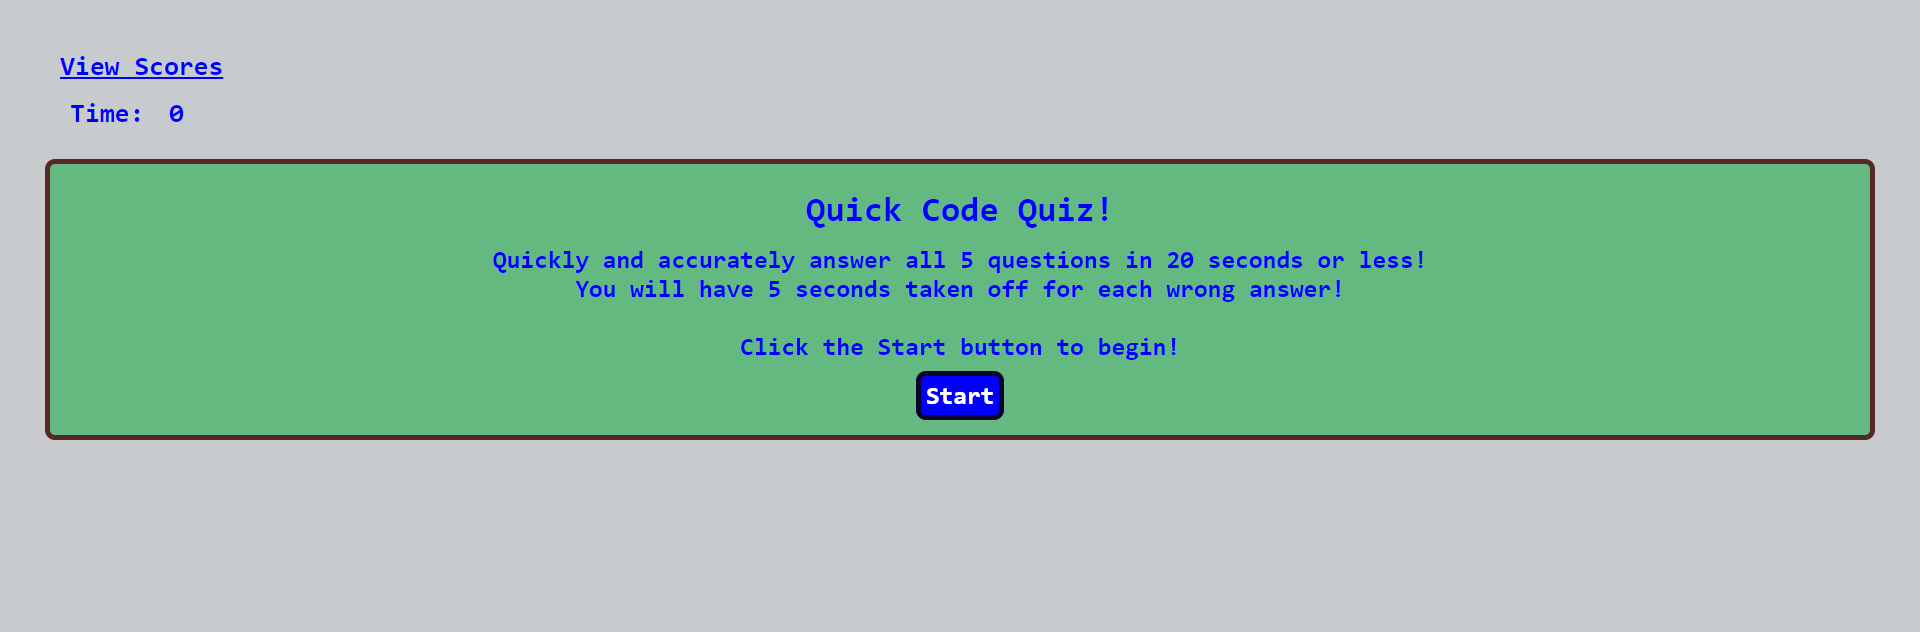 View Scores
Time: 0
Quick Code Quiz!
Quickly and accurately answer all 5 questions in 20 seconds or less!
You will have 5 seconds taken off for each wrong answer!
Click the Start button to begin!
Start